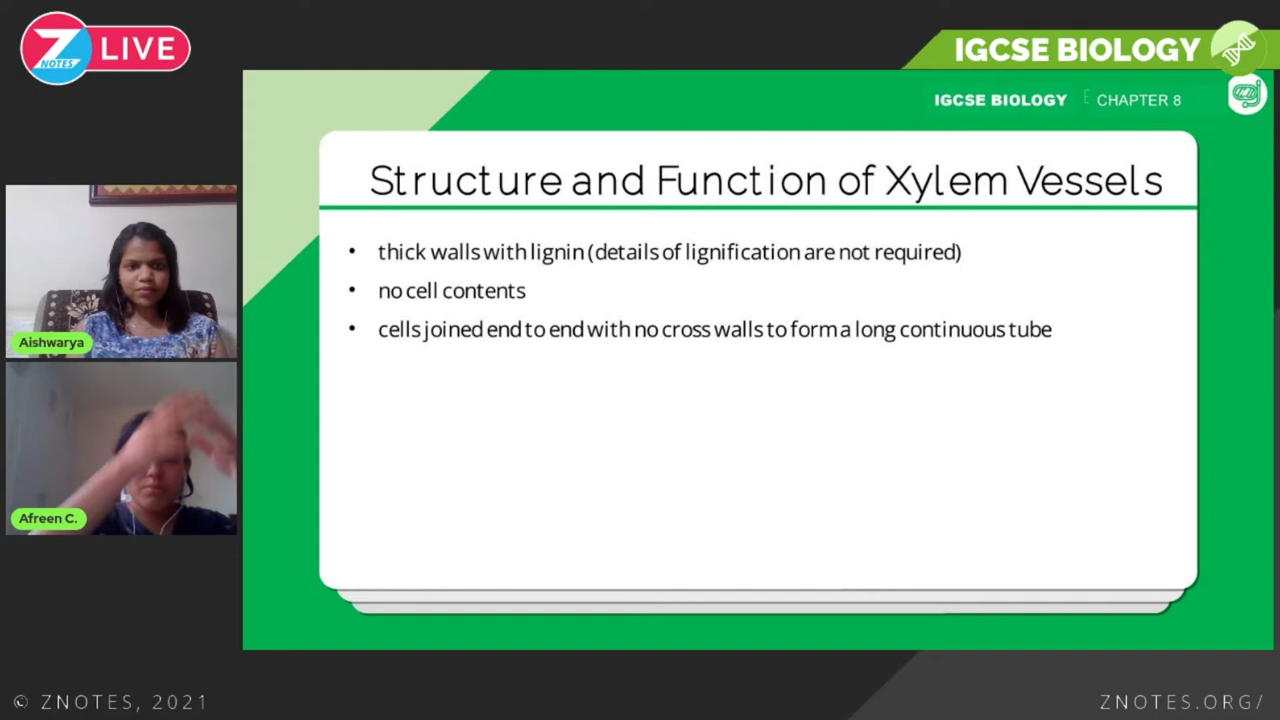 Z NOTES LIVE
IGCSE BIOLOGY
IGCSE BIOLOGY CHAPTER 8
Structure and Function of Xylem Vessels
• thick walls with lignin (details of lignification are not required)
• no cell contents
• cells joined end to end with no cross walls to form a long continuous tube
Aishwarya
Afreen C.
© ZNOTES, 2021
ZNOTES.ORG/